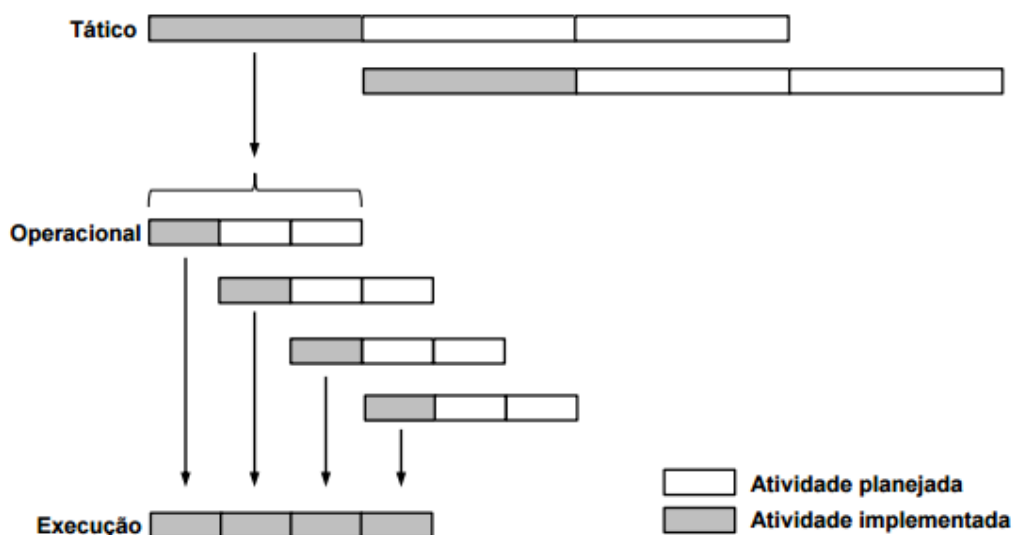 Tático
Operacional
Execução
Atividade planejada
Atividade implementada